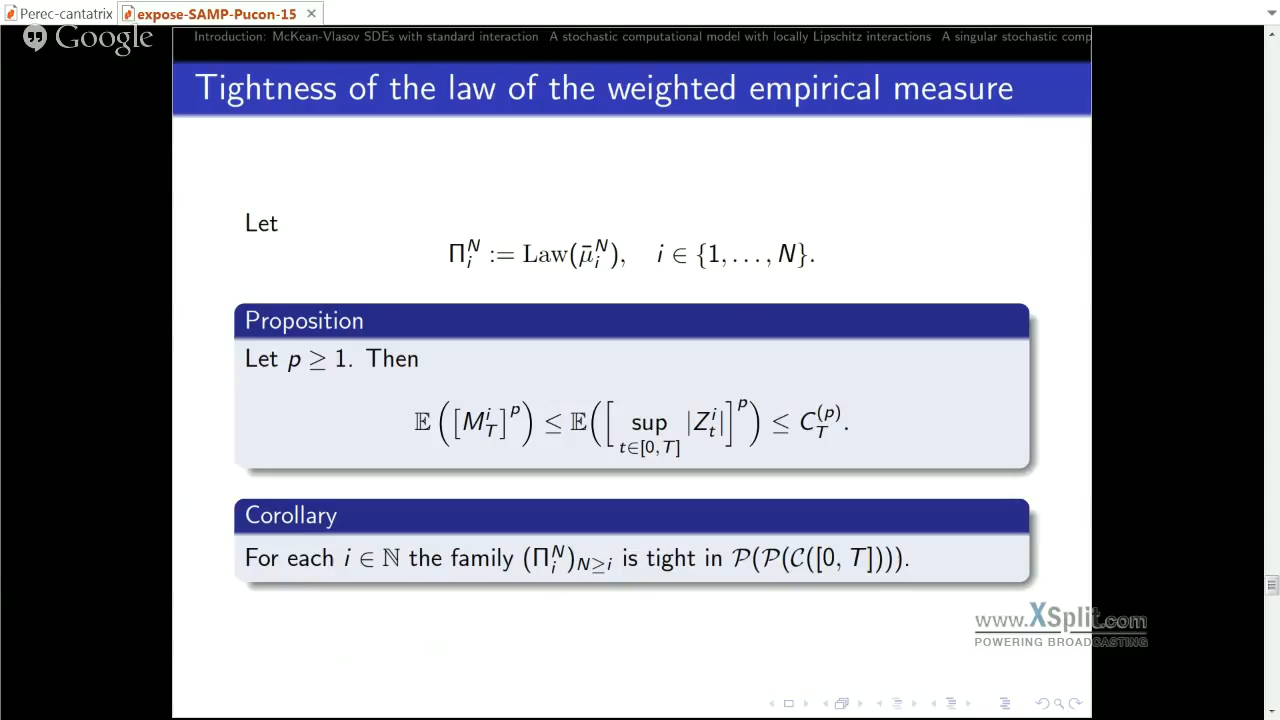 Perec-cantatrix
expose-SAMP-Pucon-15
Google
Introduction: McKean-Vlasov SDEs with standard interaction A stochastic computational model with locally Lipschitz interactions A singular stochastic comp
Tightness of the law of the weighted empirical measure
Let
Π_i^N := Law(μ̄_i^N), i ∈ {1, . . . , N}.
Proposition
Let p ≥ 1. Then
𝔼([M_T^i]^p) ≤ 𝔼([sup_{t∈[0,T]} |Z_t^i|]^p) ≤ C_T^{(p)}.
Corollary
For each i ∈ ℕ the family (Π_i^N)_{N≥i} is tight in 𝒫(𝒫(𝒞([0, T]))).
www.XSplit.com
POWERING BROADCASTING